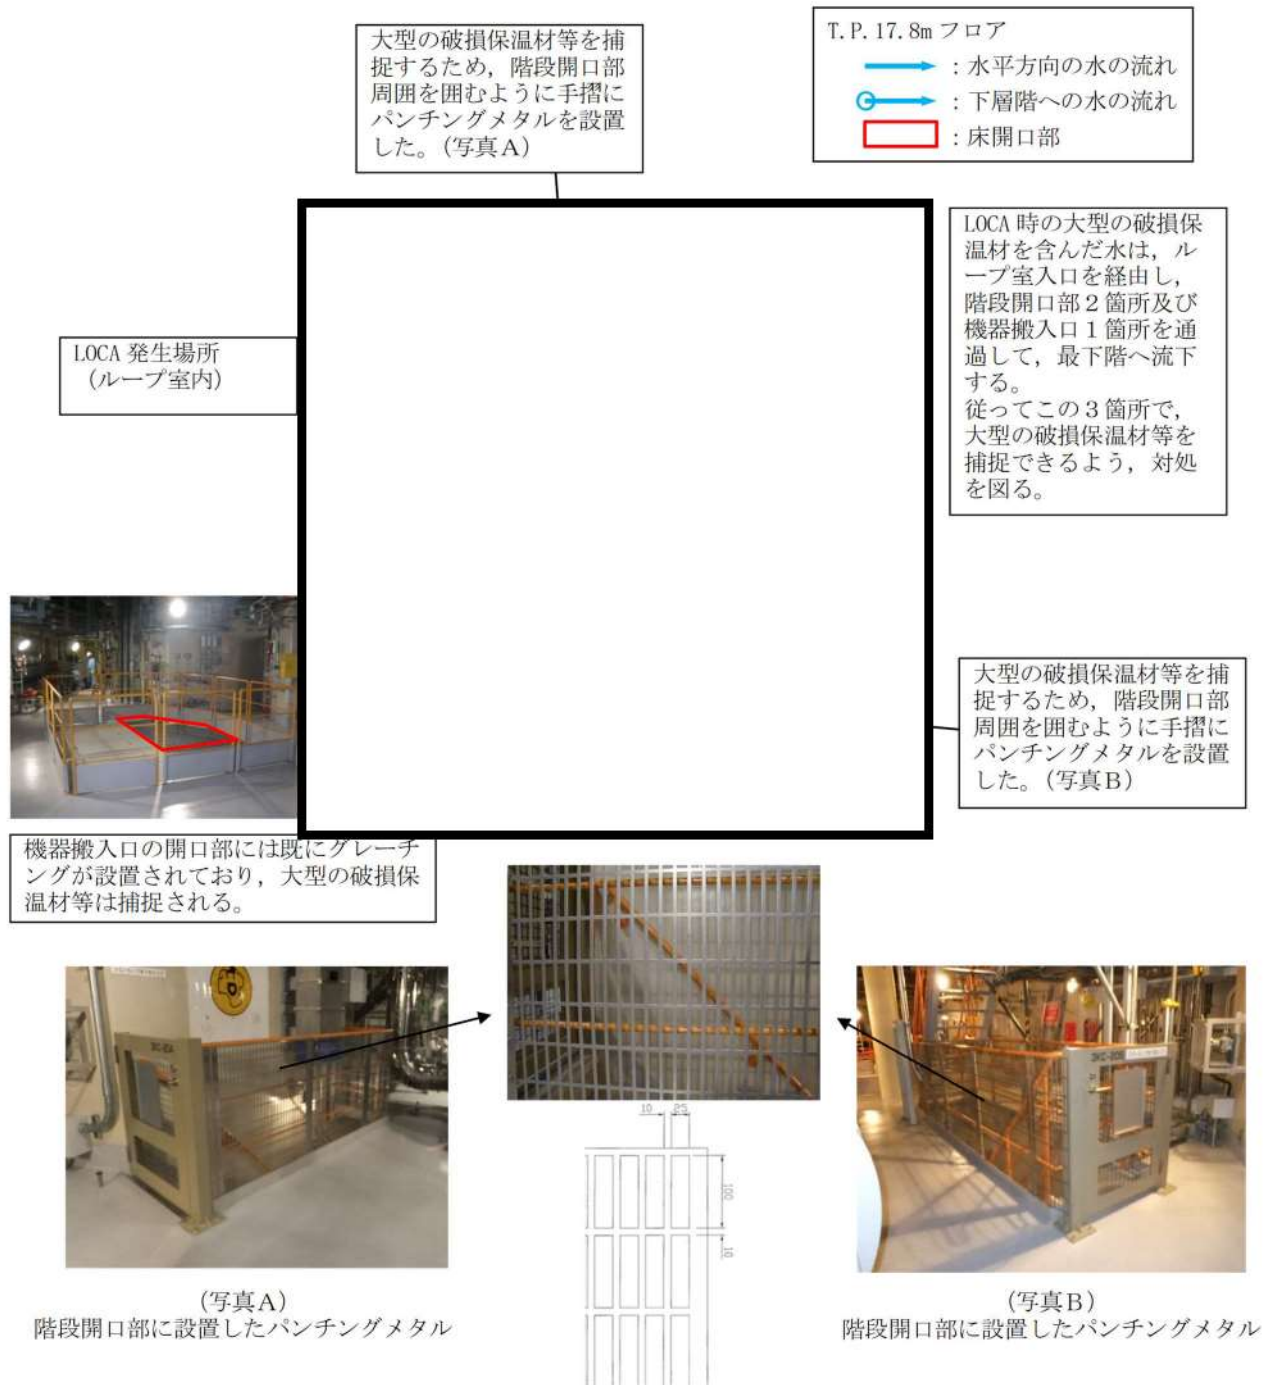 大型の破損保温材等を捕
捉するため，階段開口部
周囲を囲むように手摺に
パンチングメタルを設置
した。(写真A)
T.P.17.8m フロア
：水平方向の水の流れ
：下層階への水の流れ
：床開口部
LOCA 時の大型の破損保
温材を含んだ水は，ル
ープ室入口を経由し，
階段開口部２箇所及び
機器搬入口１箇所を通
過して，最下階へ流下
する。
従ってこの３箇所で，
大型の破損保温材等を
捕捉できるよう，対処
を図る。
LOCA 発生場所
（ループ室内）
大型の破損保温材等を捕
捉するため，階段開口部
周囲を囲むように手摺に
パンチングメタルを設置
した。(写真B)
機器搬入口の開口部には既にグレーチ
ングが設置されており，大型の破損保
温材等は捕捉される。
10 25
100
10
(写真A)
階段開口部に設置したパンチングメタル
(写真B)
階段開口部に設置したパンチングメタル